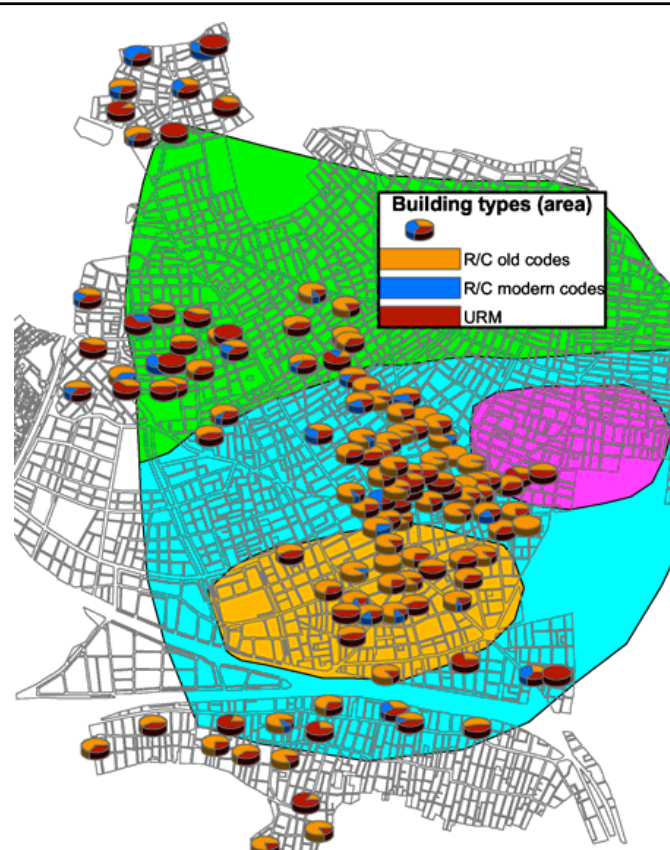 Building types (area)
R/C old codes
R/C modern codes
URM